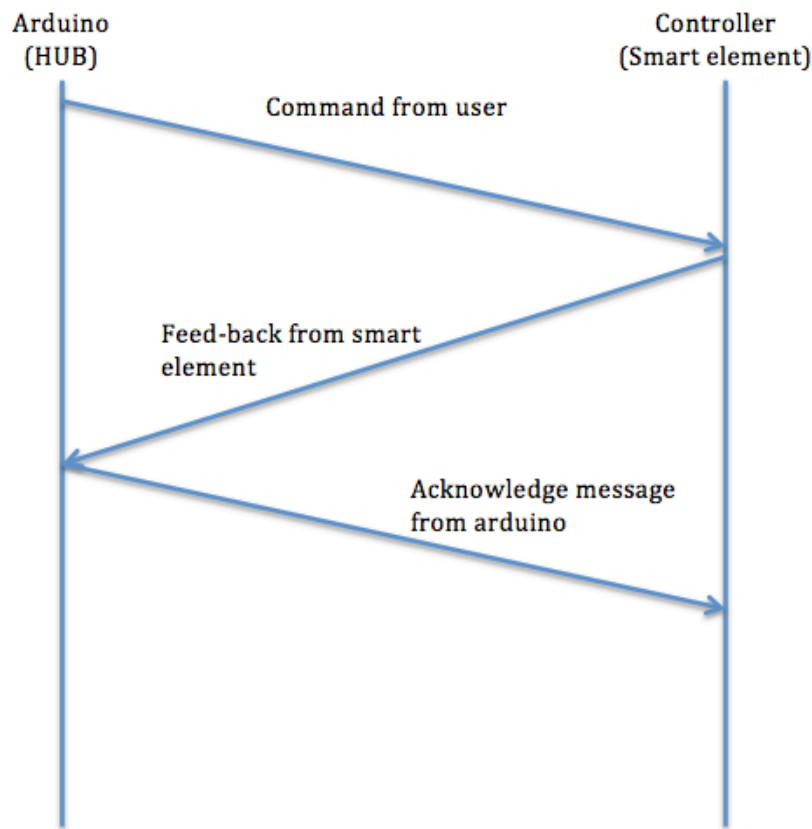 Arduino
(HUB)
Controller
(Smart element)
Command from user
Feed-back from smart
element
Acknowledge message
from arduino